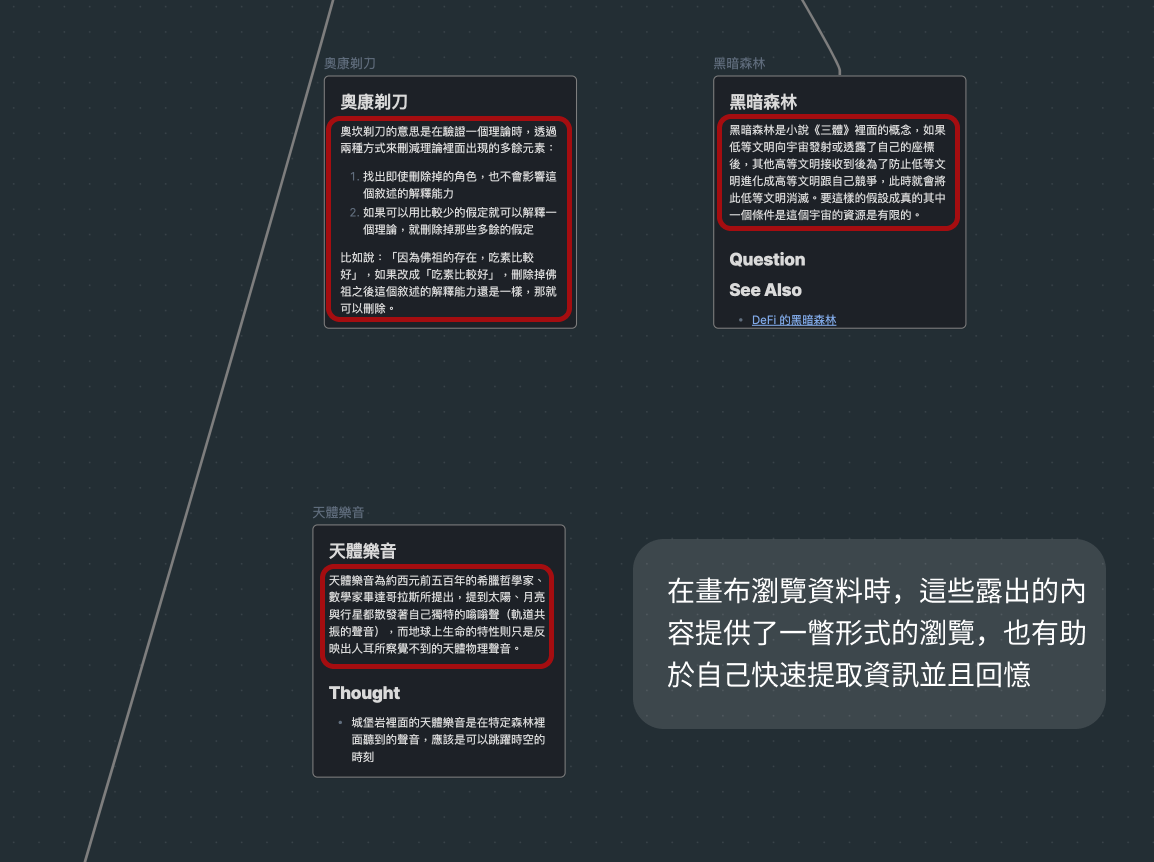 奧康剃刀
奧康剃刀
奧坎剃刀的意思是在驗證一個理論時，透過
兩種方式來刪減理論裡面出現的多餘元素：
1. 找出即使刪除掉的角色，也不會影響這
個敘述的解釋能力
2. 如果可以用比較少的假定就可以解釋一
個理論，就刪除掉那些多餘的假定
比如說：「因為佛祖的存在，吃素比較
好」，如果改成「吃素比較好」，刪除掉佛
祖之後這個敘述的解釋能力還是一樣，那就
可以刪除。
黑暗森林
黑暗森林
黑暗森林是小說《三體》裡面的概念，如果
低等文明向宇宙發射或透露了自己的座標
後，其他高等文明接收到後為了防止低等文
明進化成高等文明跟自己競爭，此時就會將
此低等文明消滅。要這樣的假設成真的其中
一個條件是這個宇宙的資源是有限的。
Question
See Also
• DeFi 的黑暗森林
天體樂音
天體樂音
天體樂音為約西元前五百年的希臘哲學家、
數學家畢達哥拉斯所提出，提到太陽、月亮
與行星都散發著自己獨特的嗡嗡聲（軌道共
振的聲音），而地球上生命的特性則只是反
映出人耳所察覺不到的天體物理聲音。
Thought
• 城堡岩裡面的天體樂音是在特定森林裡
面聽到的聲音，應該是可以跳躍時空的
時刻
在畫布瀏覽資料時，這些露出的內
容提供了一瞥形式的瀏覽，也有助
於自己快速提取資訊並且回憶